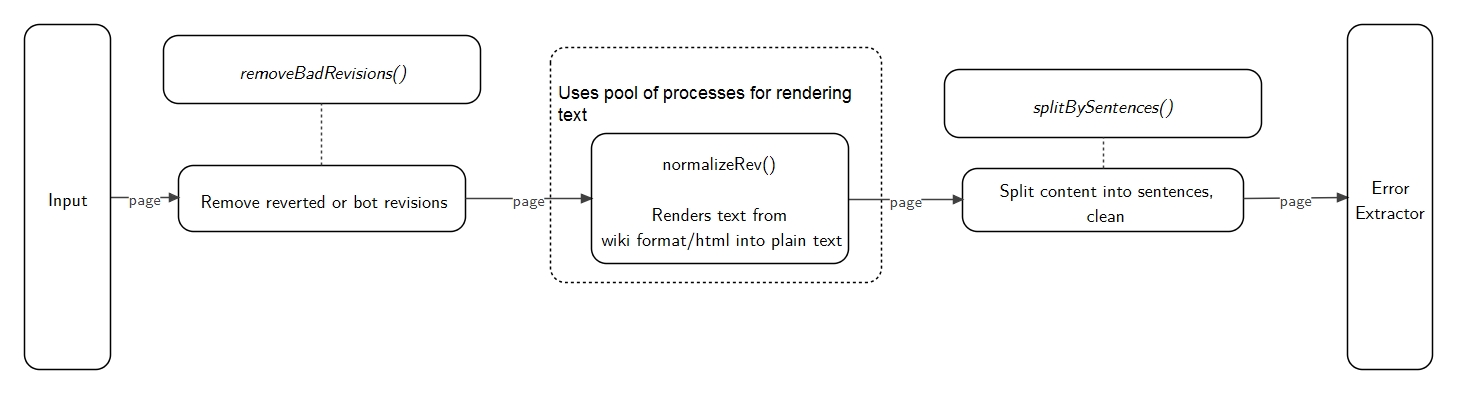 Input
page
removeBadRevisions()
Remove reverted or bot revisions
page
Uses pool of processes for rendering
text
normalizeRev()
Renders text from
wiki format/html into plain text
page
splitBySentences()
Split content into sentences,
clean
page
Error
Extractor